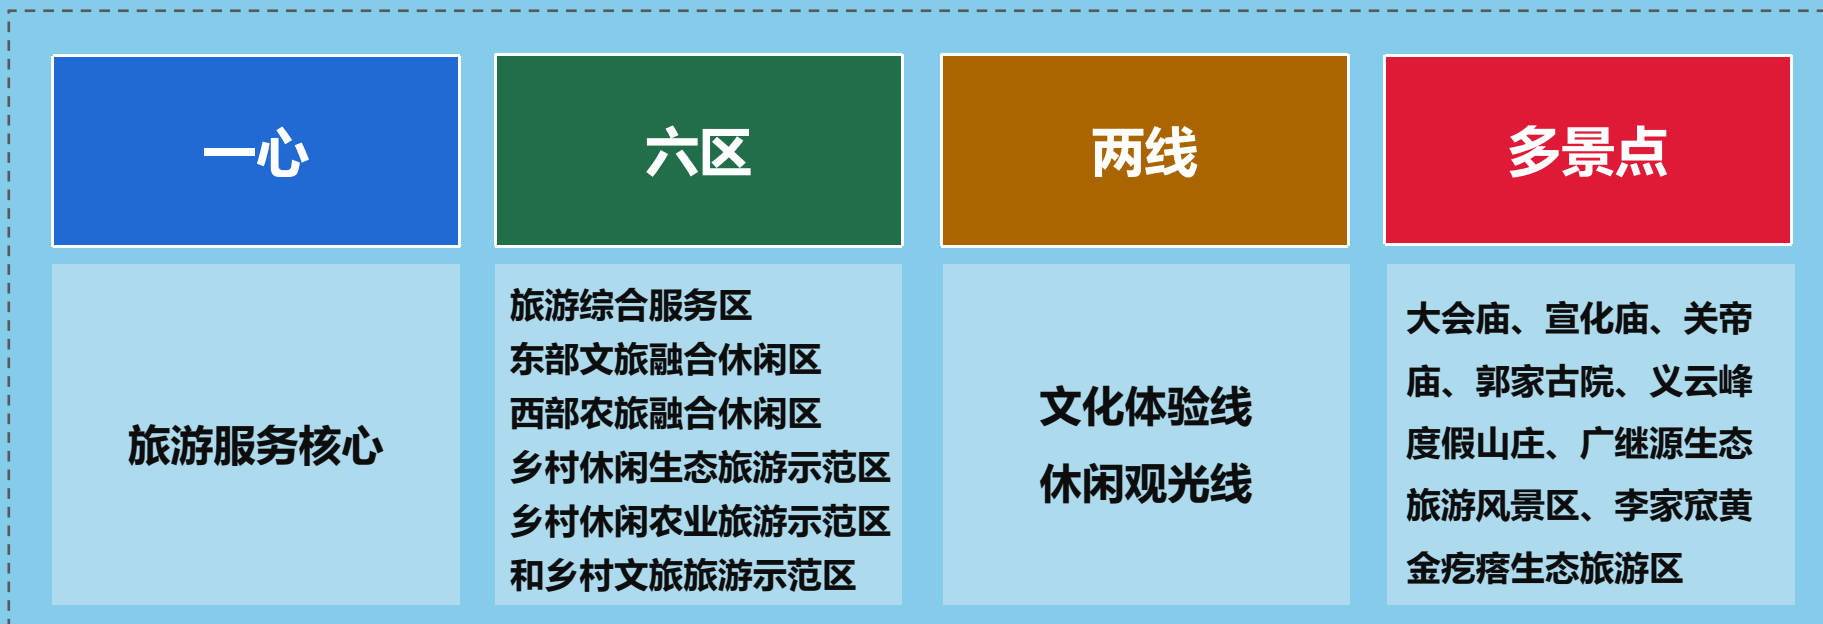 一心
六区
两线
多景点
旅游服务核心
旅游综合服务区
东部文旅融合休闲区
西部农旅融合休闲区
乡村休闲生态旅游示范区
乡村休闲农业旅游示范区
和乡村文旅旅游示范区
文化体验线
休闲观光线
大会庙、宣化庙、关帝
庙、郭家古院、义云峰
度假山庄、广继源生态
旅游风景区、李家窊黄
金疙瘩生态旅游区